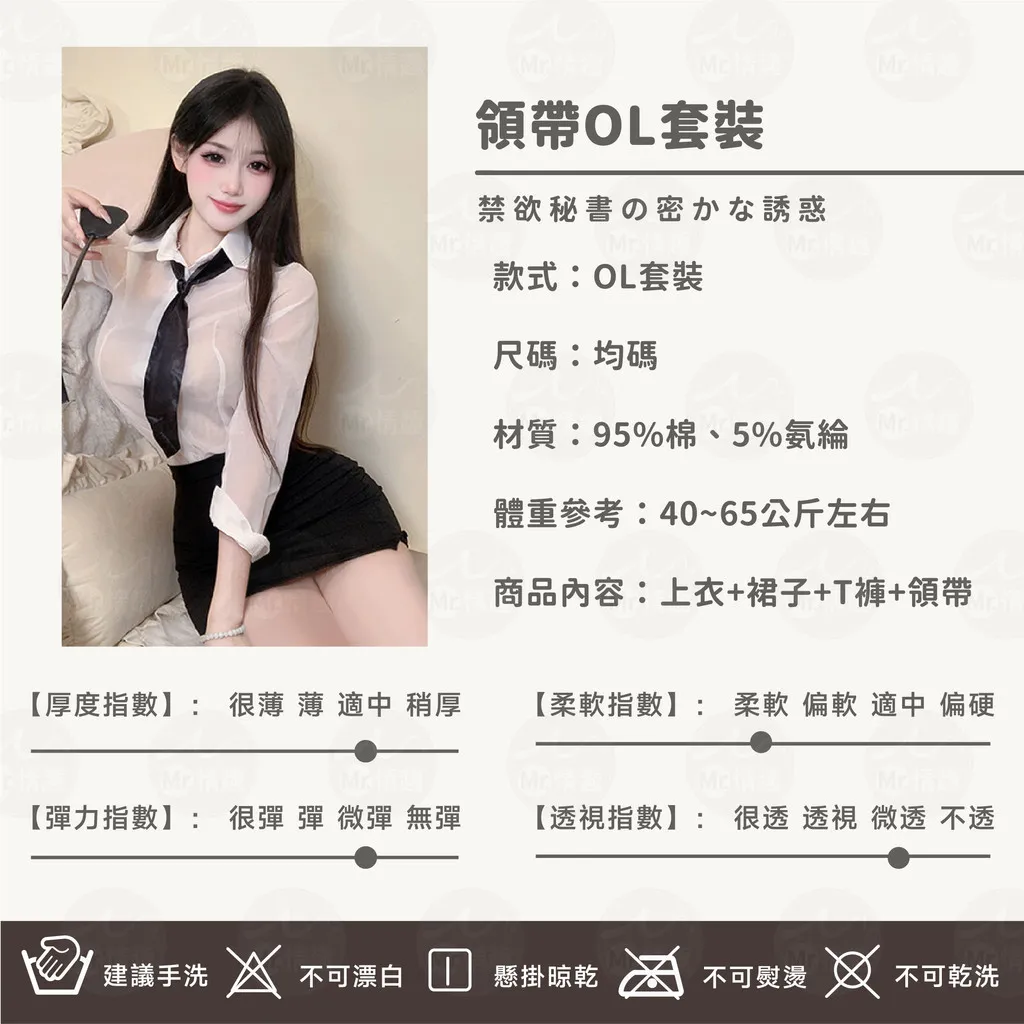 領帶OL套裝
禁欲秘書の密かな誘惑
款式：OL套裝
尺碼：均碼
材質：95%棉、5%氨綸
體重參考：40~65公斤左右
商品內容：上衣+裙子+T褲+領帶
【厚度指數】： 很薄 薄 適中 稍厚
【柔軟指數】： 柔軟 偏軟 適中 偏硬
【彈力指數】： 很彈 彈 微彈 無彈
【透視指數】： 很透 透視 微透 不透
建議手洗 不可漂白 懸掛晾乾 不可熨燙 不可乾洗
Mr.情趣